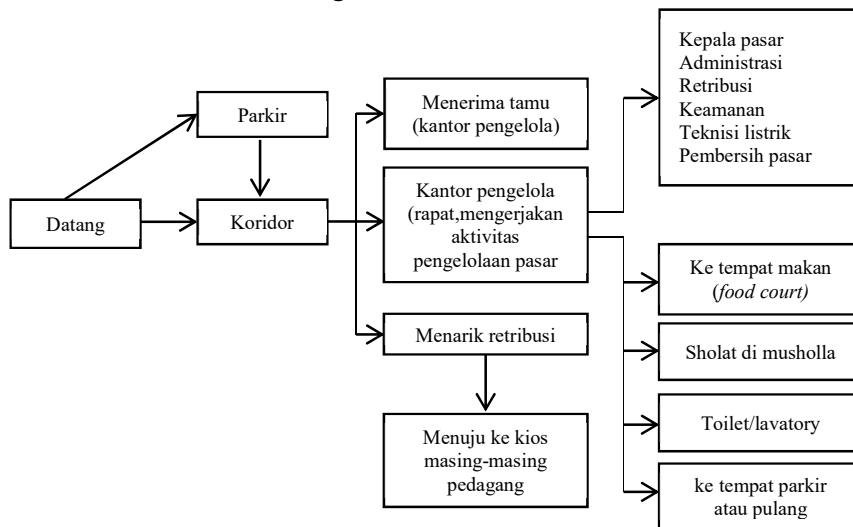 Kepala pasar
Administrasi
Retribusi
Keamanan
Teknisi listrik
Pembersih pasar
Parkir
Menerima tamu
(kantor pengelola)
Datang
Koridor
Kantor pengelola
(rapat,mengerjakan
aktivitas
pengelolaan pasar
Ke tempat makan
(food court)
Menarik retribusi
Sholat di musholla
Menuju ke kios
masing-masing
pedagang
Toilet/lavatory
ke tempat parkir
atau pulang